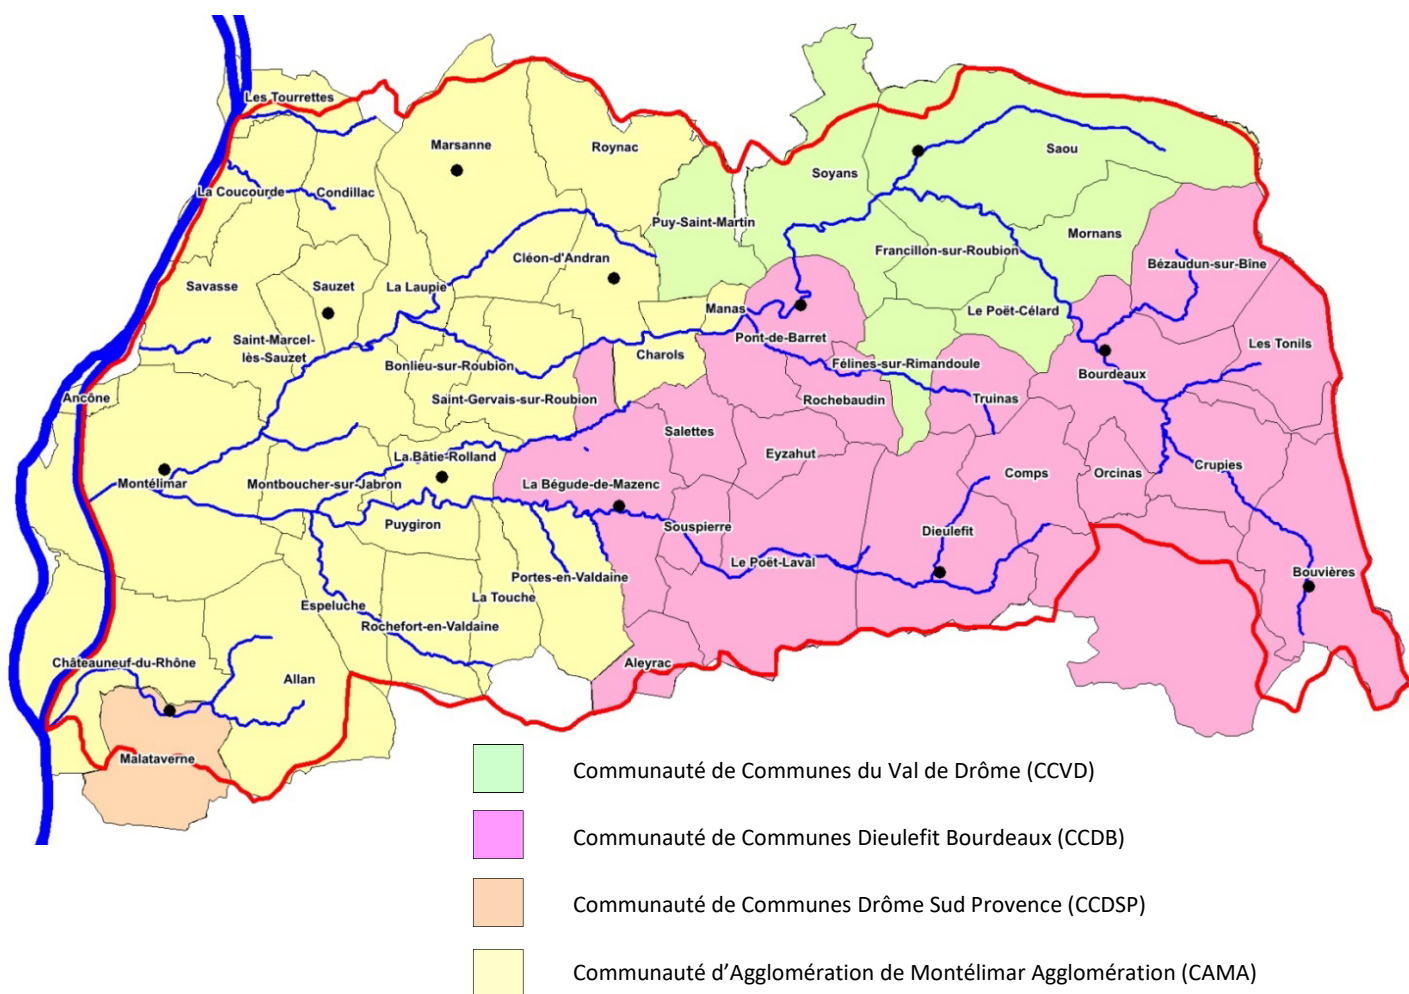 Les Tourrettes
Marsanne
Roynac
Saou
Soyans
La Coucourde
Condillac
Puy-Saint-Martin
Mornans
Francillon-sur-Roubion
Cléon-d'Andran
Bézaudun-sur-Bîne
Savasse
Sauzet
La Laupie
Manas
Le Poët-Célard
Saint-Marcel-
lès-Sauzet
Pont-de-Barret
Les Tonils
Charols
Bonlieu-sur-Roubion
Félines-sur-Rimandoule
Bourdeaux
Ancône
Saint-Gervais-sur-Roubion
Rochebaudin
Truinas
Salettes
Eyzahut
La Bâtie-Rolland
Crupies
Comps
Orcinas
Montélimar
Montboucher-sur-Jabron
La Bégude-de-Mazenc
Puygiron
Souspierre
Dieulefit
Le Poët-Laval
Bouvières
Portes-en-Valdaine
La Touche
Espeluche
Rochefort-en-Valdaine
Châteauneuf-du-Rhône
Aleyrac
Allan
Malataverne
Communauté de Communes du Val de Drôme (CCVD)
Communauté de Communes Dieulefit Bourdeaux (CCDB)
Communauté de Communes Drôme Sud Provence (CCDSP)
Communauté d’Agglomération de Montélimar Agglomération (CAMA)